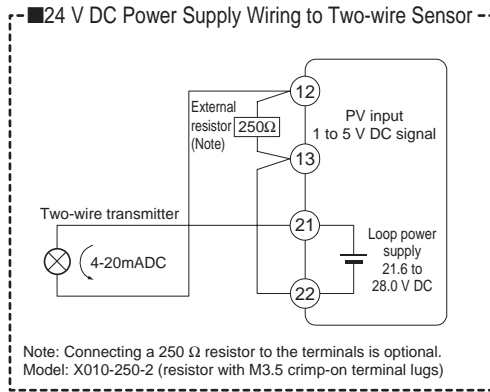 ■24 V DC Power Supply Wiring to Two-wire Sensor
12
External
resistor
(Note)
250Ω
PV input
1 to 5 V DC signal
13
Two-wire transmitter
21
4-20mADC
Loop power
supply
21.6 to
28.0 V DC
22
Note: Connecting a 250 Ω resistor to the terminals is optional.
Model: X010-250-2 (resistor with M3.5 crimp-on terminal lugs)